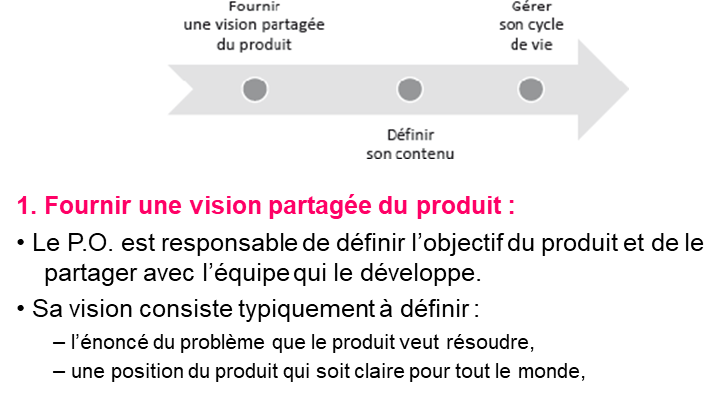 Fournir
une vision partagée
du produit
Gérer
son cycle
de vie
Définir
son contenu
1. Fournir une vision partagée du produit :
• Le P.O. est responsable de définir l’objectif du produit et de le
partager avec l’équipe qui le développe.
• Sa vision consiste typiquement à définir :
– l’énoncé du problème que le produit veut résoudre,
– une position du produit qui soit claire pour tout le monde,